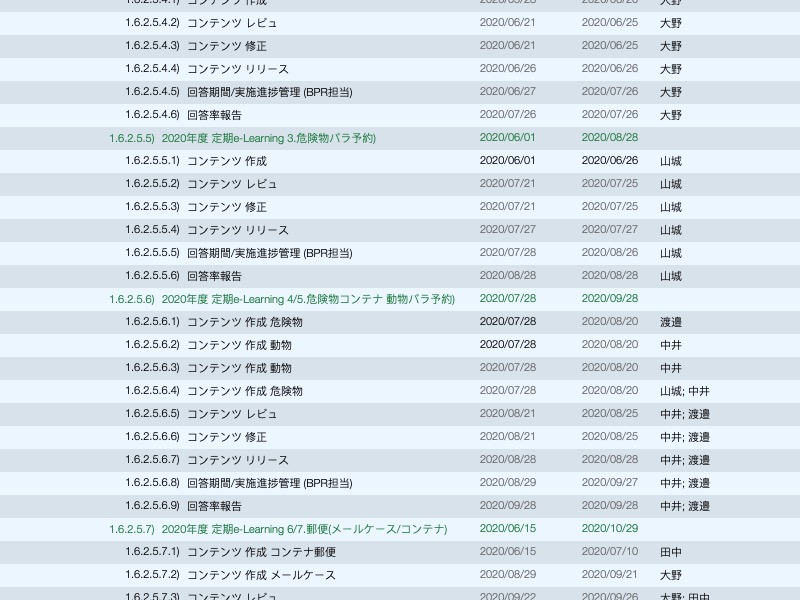 1.6.2.5.4.1) コンテンツ 作成 大野
1.6.2.5.4.2) コンテンツ レビュ 2020/06/21 2020/06/25 大野
1.6.2.5.4.3) コンテンツ 修正 2020/06/21 2020/06/25 大野
1.6.2.5.4.4) コンテンツ リリース 2020/06/26 2020/06/26 大野
1.6.2.5.4.5) 回答期間/実施進捗管理 (BPR担当) 2020/06/27 2020/07/26 大野
1.6.2.5.4.6) 回答率報告 2020/07/26 2020/07/26 大野
1.6.2.5.5) 2020年度 定期e-Learning 3.危険物バラ予約) 2020/06/01 2020/08/28
1.6.2.5.5.1) コンテンツ 作成 2020/06/01 2020/06/26 山城
1.6.2.5.5.2) コンテンツ レビュ 2020/07/21 2020/07/25 山城
1.6.2.5.5.3) コンテンツ 修正 2020/07/21 2020/07/25 山城
1.6.2.5.5.4) コンテンツ リリース 2020/07/27 2020/07/27 山城
1.6.2.5.5.5) 回答期間/実施進捗管理 (BPR担当) 2020/07/28 2020/08/26 山城
1.6.2.5.5.6) 回答率報告 2020/08/28 2020/08/28 山城
1.6.2.5.6) 2020年度 定期e-Learning 4/5.危険物コンテナ 動物バラ予約) 2020/07/28 2020/09/28
1.6.2.5.6.1) コンテンツ 作成 危険物 2020/07/28 2020/08/20 渡邉
1.6.2.5.6.2) コンテンツ 作成 動物 2020/07/28 2020/08/20 中井
1.6.2.5.6.3) コンテンツ 作成 動物 2020/07/28 2020/08/20 中井
1.6.2.5.6.4) コンテンツ 作成 危険物 2020/07/28 2020/08/20 山城; 中井
1.6.2.5.6.5) コンテンツ レビュ 2020/08/21 2020/08/25 中井; 渡邉
1.6.2.5.6.6) コンテンツ 修正 2020/08/21 2020/08/25 中井; 渡邉
1.6.2.5.6.7) コンテンツ リリース 2020/08/28 2020/08/28 中井; 渡邉
1.6.2.5.6.8) 回答期間/実施進捗管理 (BPR担当) 2020/08/29 2020/09/27 中井; 渡邉
1.6.2.5.6.9) 回答率報告 2020/09/28 2020/09/28 中井; 渡邉
1.6.2.5.7) 2020年度 定期e-Learning 6/7.郵便(メールケース/コンテナ) 2020/06/15 2020/10/29
1.6.2.5.7.1) コンテンツ 作成 コンテナ郵便 2020/06/15 2020/07/10 田中
1.6.2.5.7.2) コンテンツ 作成 メールケース 2020/08/29 2020/09/21 大野
1.6.2.5.7.3) コンテンツ レビュ 2020/09/22 2020/09/26 大野; 田中